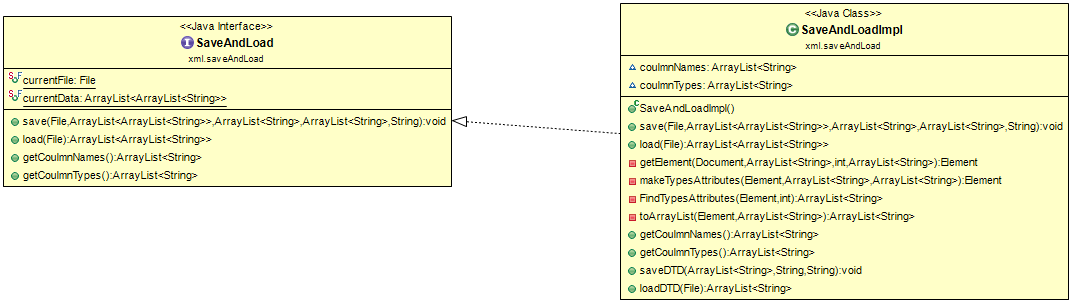 <<Java Interface>>
SaveAndLoad
xml.saveAndLoad
currentFile: File
currentData: ArrayList<ArrayList<String>>
save(File,ArrayList<ArrayList<String>>,ArrayList<String>,ArrayList<String>,String):void
load(File):ArrayList<ArrayList<String>>
getCoulmnNames():ArrayList<String>
getCoulmnTypes():ArrayList<String>
<<Java Class>>
SaveAndLoadImpl
xml.saveAndLoad
coulmnNames: ArrayList<String>
coulmnTypes: ArrayList<String>
SaveAndLoadImpl()
save(File,ArrayList<ArrayList<String>>,ArrayList<String>,ArrayList<String>,String):void
load(File):ArrayList<ArrayList<String>>
getElement(Document,ArrayList<String>,int,ArrayList<String>):Element
makeTypesAttributes(Element,ArrayList<String>,ArrayList<String>):Element
FindTypesAttributes(Element,int):ArrayList<String>
toArrayList(Element,ArrayList<String>):ArrayList<String>
getCoulmnNames():ArrayList<String>
getCoulmnTypes():ArrayList<String>
saveDTD(ArrayList<String>,String,String):void
loadDTD(File):ArrayList<String>